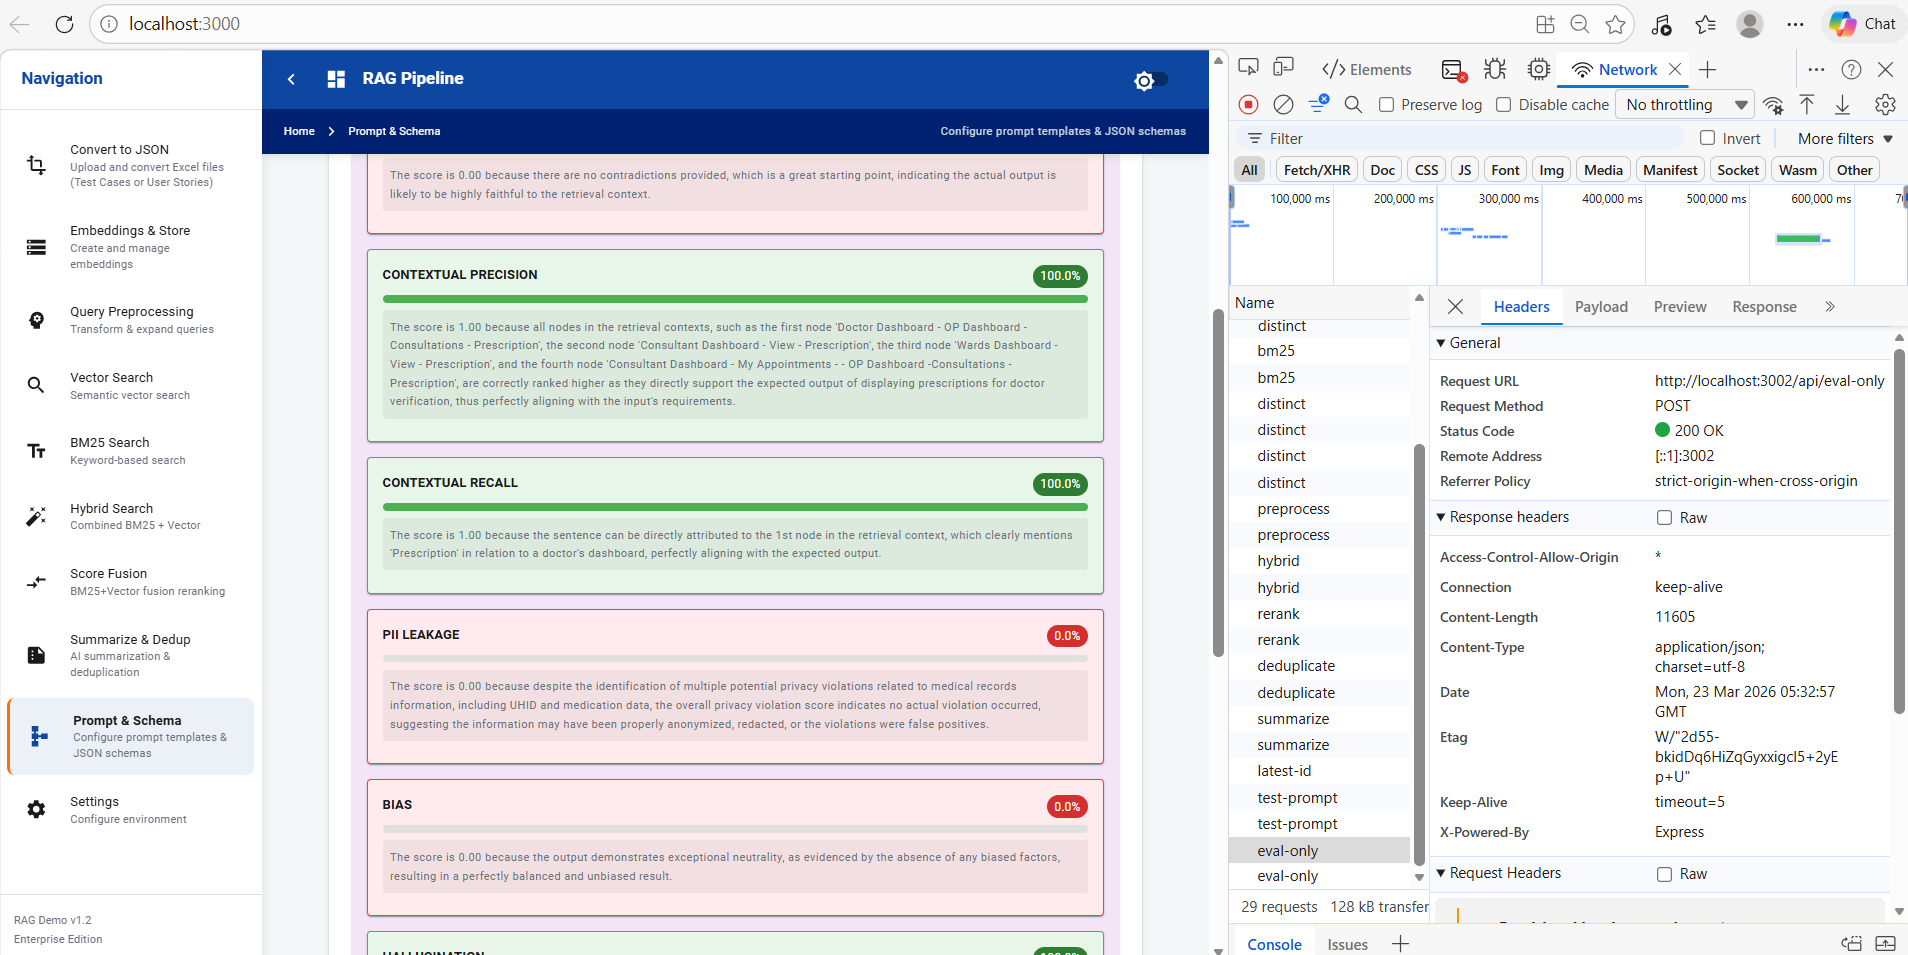 localhost:3000
Chat
Navigation
Convert to JSON
Upload and convert Excel files
(Test Cases or User Stories)
Embeddings & Store
Create and manage
embeddings
Query Preprocessing
Transform & expand queries
Vector Search
Semantic vector search
BM25 Search
Keyword-based search
Hybrid Search
Combined BM25 + Vector
Score Fusion
BM25+Vector fusion reranking
Summarize & Dedup
AI summarization &
deduplication
Prompt & Schema
Configure prompt templates &
JSON schemas
Settings
Configure environment
RAG Demo v1.2
Enterprise Edition
RAG Pipeline
Home
Prompt & Schema
Configure prompt templates & JSON schemas
The score is 0.00 because there are no contradictions provided, which is a great starting point, indicating the actual output is
likely to be highly faithful to the retrieval context.
CONTEXTUAL PRECISION
100.0%
The score is 1.00 because all nodes in the retrieval contexts, such as the first node 'Doctor Dashboard - OP Dashboard -
Consultations - Prescription', the second node 'Consultant Dashboard - View - Prescription', the third node 'Wards Dashboard -
View - Prescription', and the fourth node 'Consultant Dashboard - My Appointments - - OP Dashboard -Consultations -
Prescription', are correctly ranked higher as they directly support the expected output of displaying prescriptions for doctor
verification, thus perfectly aligning with the input's requirements.
CONTEXTUAL RECALL
100.0%
The score is 1.00 because the sentence can be directly attributed to the 1st node in the retrieval context, which clearly mentions
'Prescription' in relation to a doctor's dashboard, perfectly aligning with the expected output.
PII LEAKAGE
0.0%
The score is 0.00 because despite the identification of multiple potential privacy violations related to medical records
information, including UHID and medication data, the overall privacy violation score indicates no actual violation occurred,
suggesting the information may have been properly anonymized, redacted, or the violations were false positives.
BIAS
0.0%
The score is 0.00 because the output demonstrates exceptional neutrality, as evidenced by the absence of any biased factors,
resulting in a perfectly balanced and unbiased result.
HALLUCINATION
100.0%
Elements
Network
Preserve log
Disable cache
No throttling
Filter
Invert
More filters
All
Fetch/XHR
Doc
CSS
JS
Font
Img
Media
Manifest
Socket
Wasm
Other
100,000 ms
200,000 ms
300,000 ms
400,000 ms
500,000 ms
600,000 ms
Name
distinct
bm25
bm25
distinct
distinct
distinct
distinct
preprocess
preprocess
hybrid
hybrid
rerank
rerank
deduplicate
deduplicate
summarize
summarize
latest-id
test-prompt
test-prompt
eval-only
eval-only
29 requests
128 kB transfer
Headers
Payload
Preview
Response
General
Request URL
http://localhost:3002/api/eval-only
Request Method
POST
Status Code
200 OK
Remote Address
[::1]:3002
Referrer Policy
strict-origin-when-cross-origin
Response headers
Raw
Access-Control-Allow-Origin
*
Connection
keep-alive
Content-Length
11605
Content-Type
application/json;
charset=utf-8
Date
Mon, 23 Mar 2026 05:32:57
GMT
Etag
W/"2d55-
bkidDq6HiZqGyxxigcI5+2yE
p+U"
Keep-Alive
timeout=5
X-Powered-By
Express
Request Headers
Raw
Console
Issues